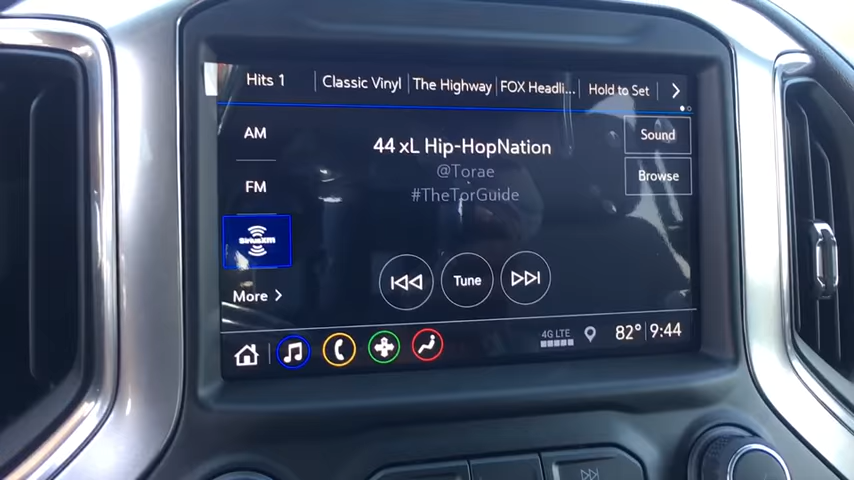 Hits 1
Classic Vinyl
The Highway
FOX Headli...
Hold to Set
AM
44 xL Hip-HopNation
Sound
@Torae
Browse
FM
#TheTorGuide
SiriusXM
Tune
More
4G LTE
82° 9:44